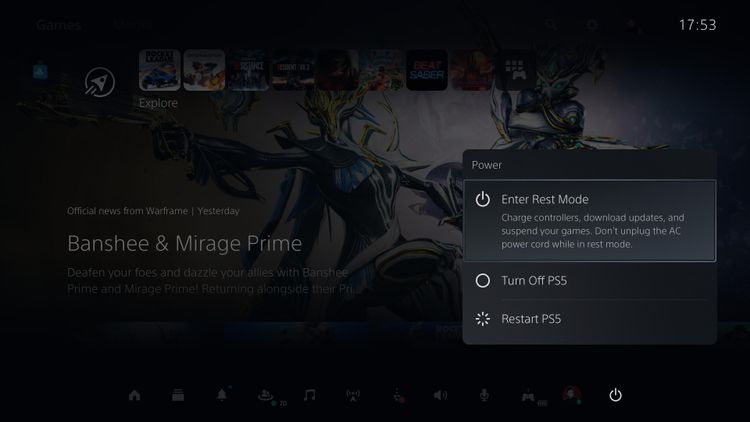 Games
Media
17:53
ROCKET LEAGUE
RESISTANCE
BEAT SABER
Explore
Power
Enter Rest Mode
Charge controllers, download updates, and
suspend your games. Don't unplug the AC
power cord while in rest mode.
Official news from Warframe | Yesterday
Banshee & Mirage Prime
Deafen your foes and dazzle your allies with Banshee
Prime and Mirage Prime! Returning alongside their Pri...
Turn Off PS5
Restart PS5